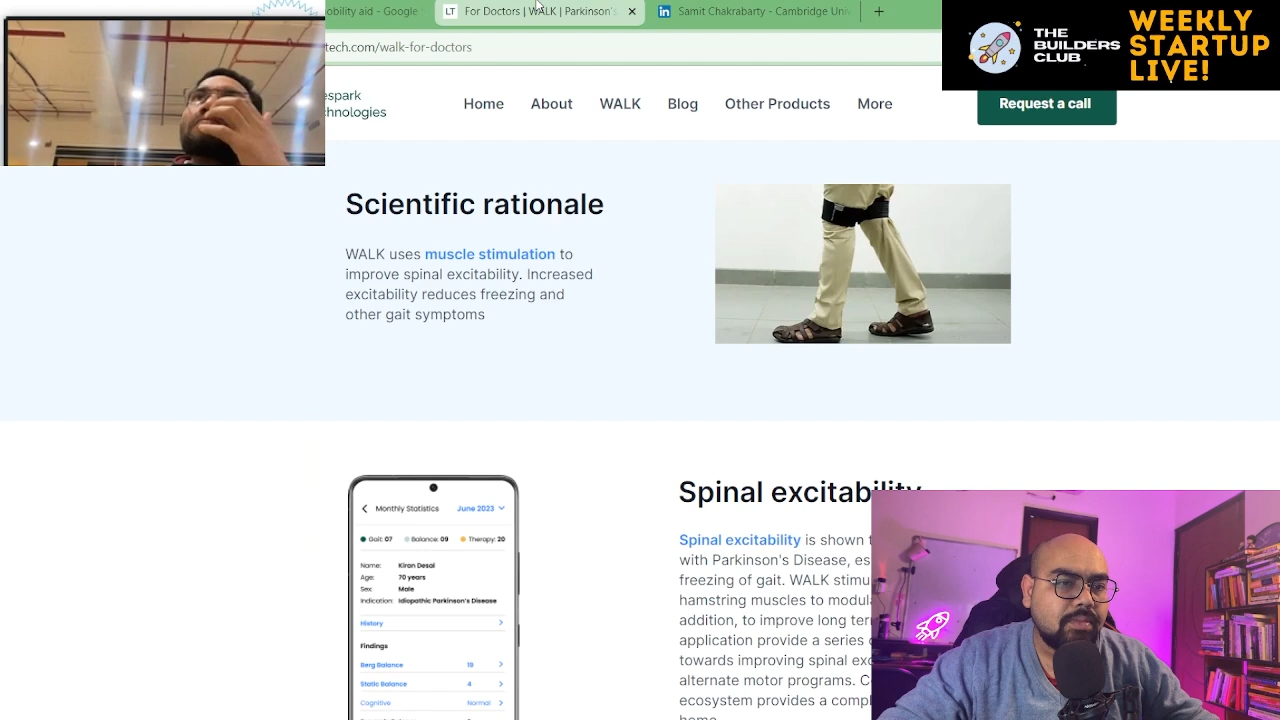 obility aid - Google
LT For Doctors | WALK | Parkinson's
in Samit Chakrabarty - Cambridge Univ
tech.com/walk-for-doctors
THE
BUILDERS
CLUB
WEEKLY
STARTUP
LIVE!
espark
chnologies
Home About WALK Blog Other Products More
Request a call
Scientific rationale
WALK uses muscle stimulation to
improve spinal excitability. Increased
excitability reduces freezing and
other gait symptoms
Monthly Statistics June 2023
Gait: 07 Balance: 09 Therapy: 20
Name: Kiran Desai
Age: 70 years
Sex: Male
Indication: Idiopathic Parkinson's Disease
History
Findings
Berg Balance 19
Static Balance 4
Cognitive Normal
Spinal excitability
Spinal excitability is shown t
with Parkinson's Disease, es
freezing of gait. WALK stimu
hamstring muscles to modula
addition, to improve long ter
application provide a series o
towards improving spinal exc
alternate motor programs. C
ecosystem provides a compl
home